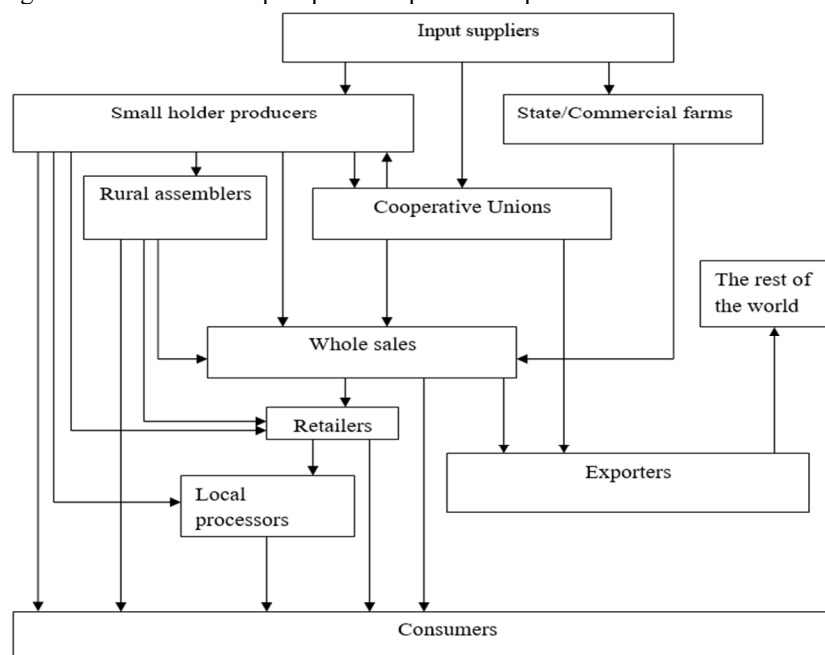 Input suppliers
Small holder producers
State/Commercial farms
Rural assemblers
Cooperative Unions
The rest of
the world
Whole sales
Retailers
Exporters
Local
processors
Consumers